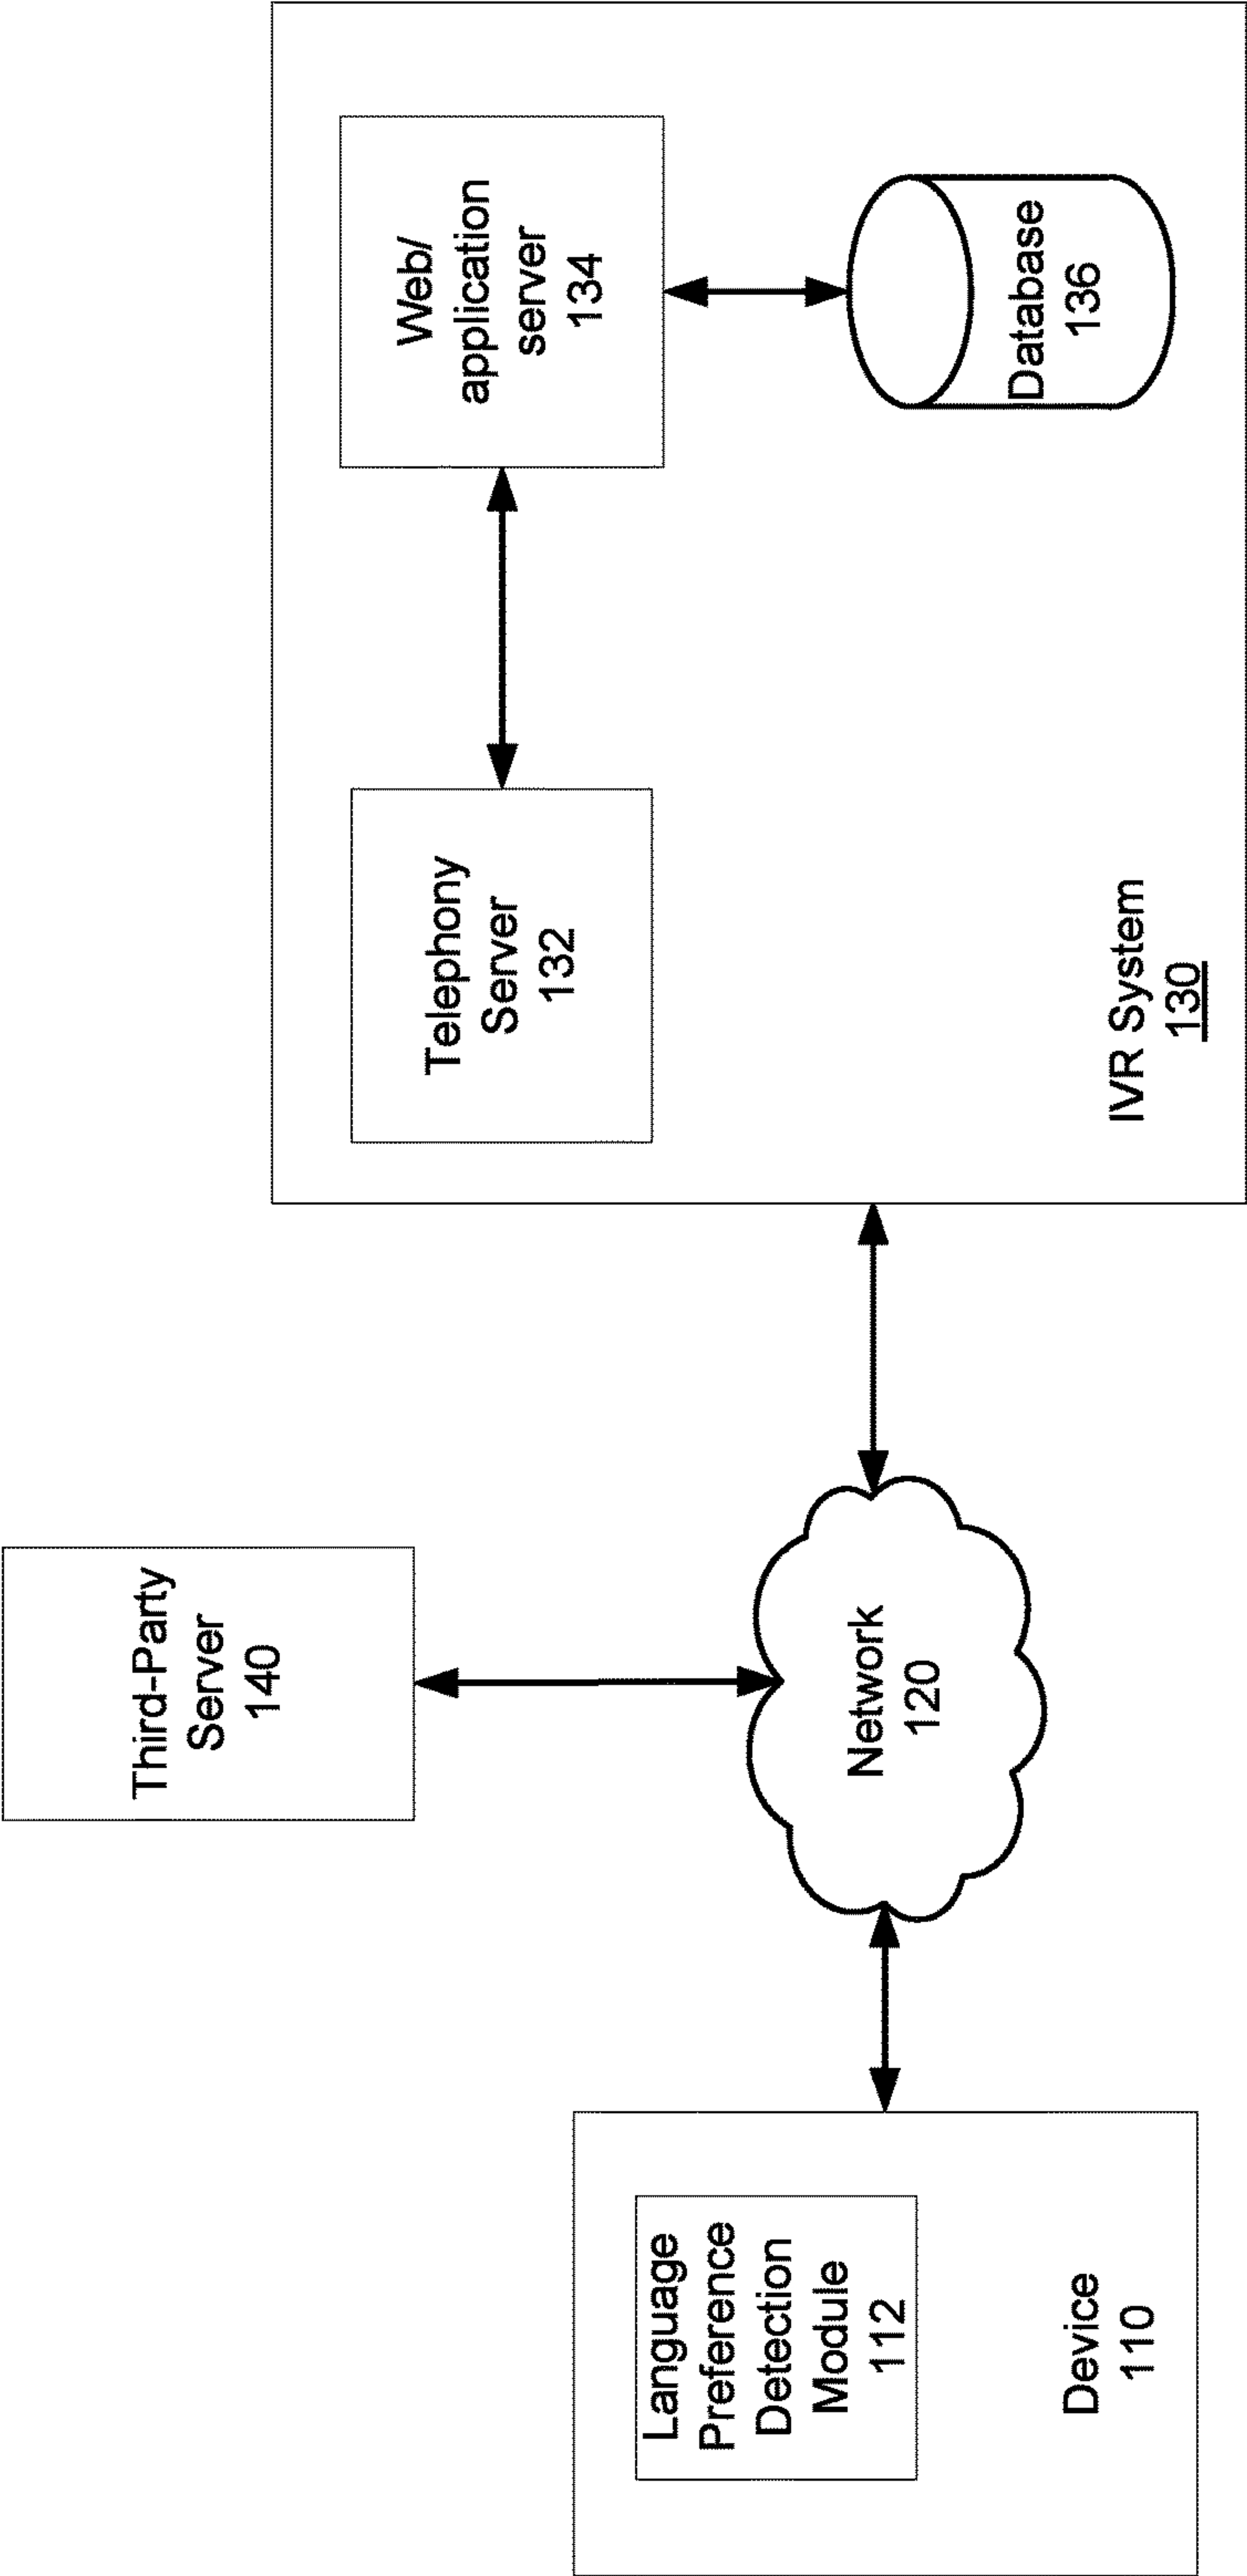 Third-Party
Server
140
Language
Preference
Detection
Module
112
Device
110
Network
120
Telephony
Server
132
Web/
application
server
134
Database
136
IVR System
130